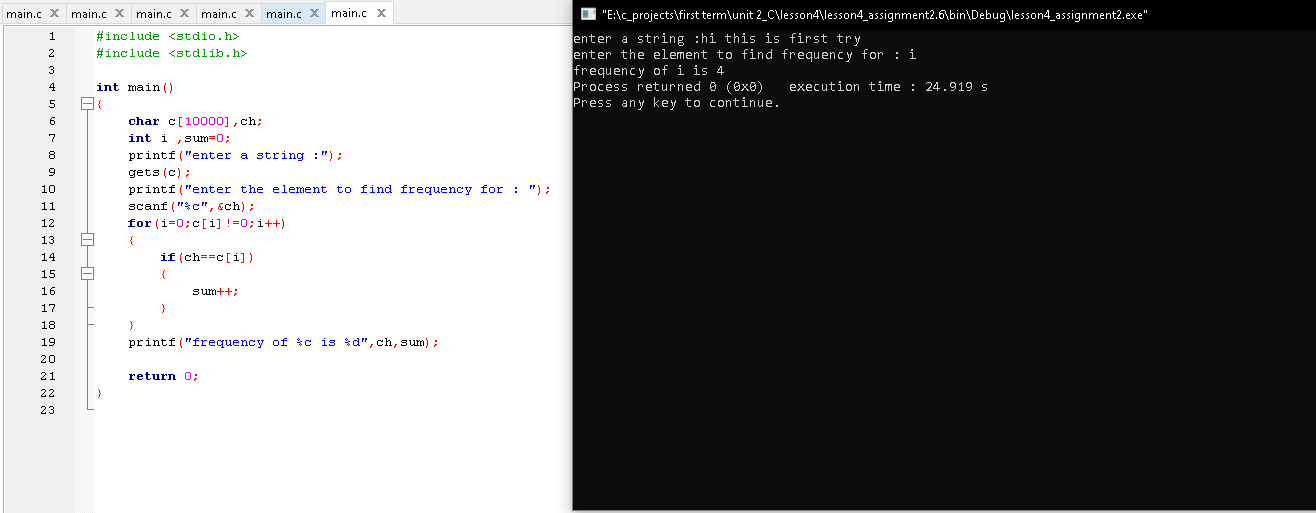 main.c X main.c X main.c X main.c X main.c X main.c X
1 #include <stdio.h>
2 #include <stdlib.h>
3
4 int main()
5 {
6 char c[10000],ch;
7 int i ,sum=0;
8 printf("enter a string :");
9 gets(c);
10 printf("enter the element to find frequency for : ");
11 scanf("%c",&ch);
12 for(i=0;c[i]!=0;i++)
13 {
14 if(ch==c[i])
15 {
16 sum++;
17 }
18 }
19 printf("frequency of %c is %d",ch,sum);
20
21 return 0;
22 }
23
"E:\c_projects\first term\unit 2_C\lesson4\lesson4_assignment2.6\bin\Debug\lesson4_assignment2.exe"
enter a string :hi this is first try
enter the element to find frequency for : i
frequency of i is 4
Process returned 0 (0x0)   execution time : 24.919 s
Press any key to continue.